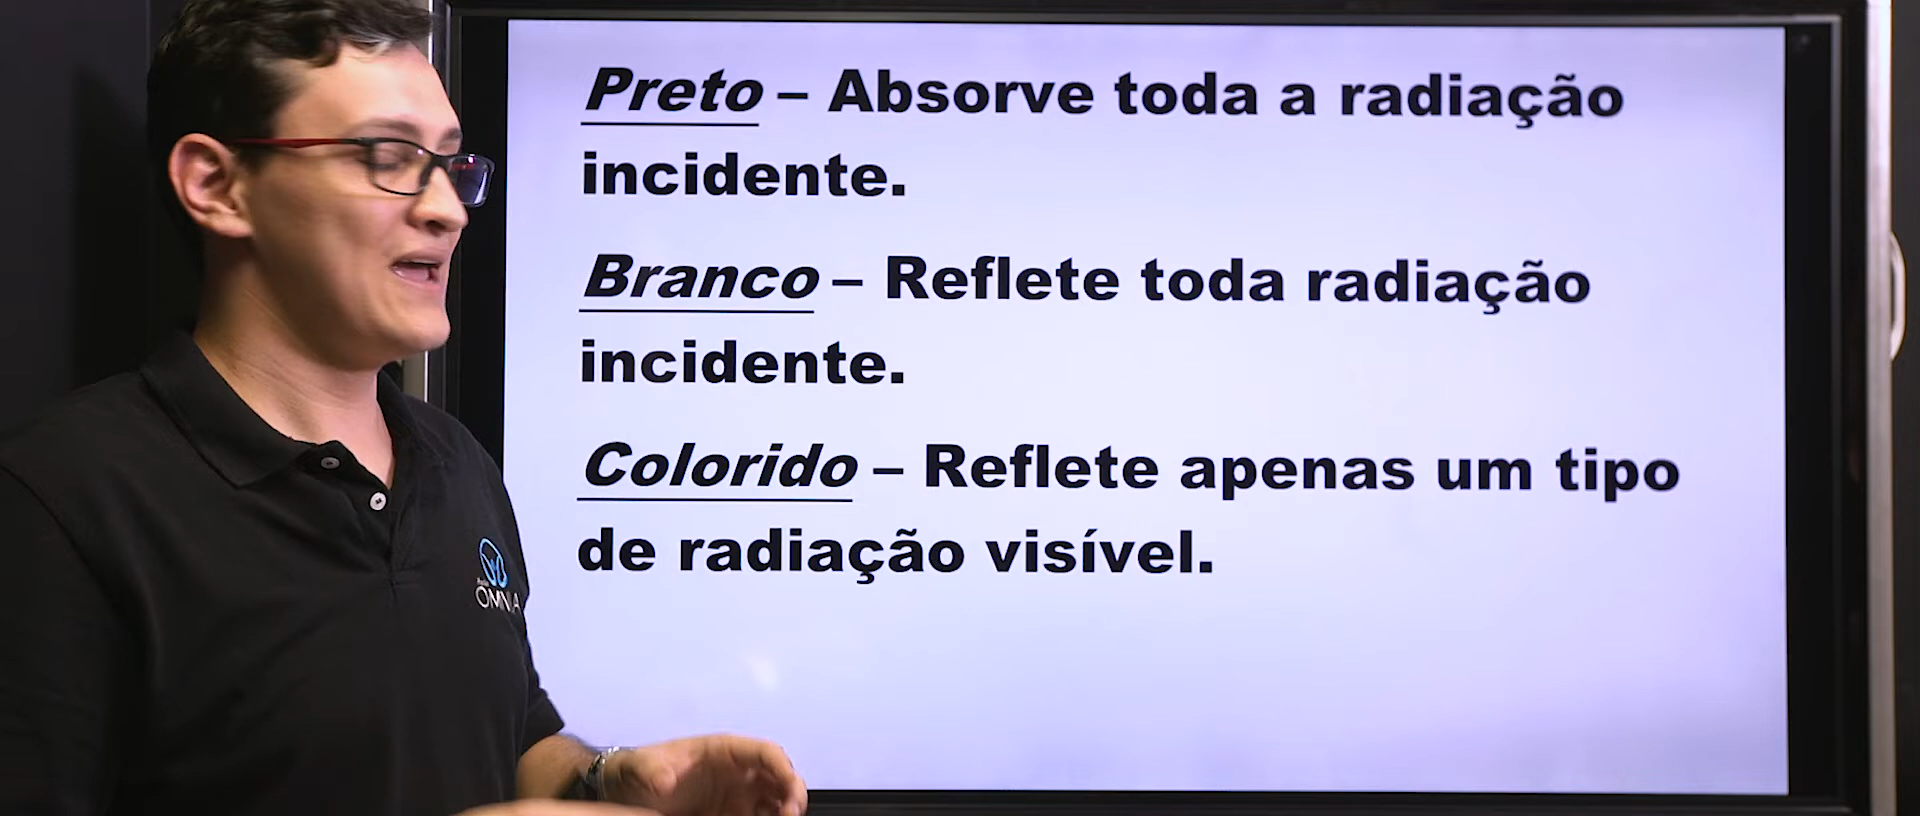 Preto – Absorve toda a radiação
incidente.
Branco – Reflete toda radiação
incidente.
Colorido – Reflete apenas um tipo
de radiação visível.
OMNIA